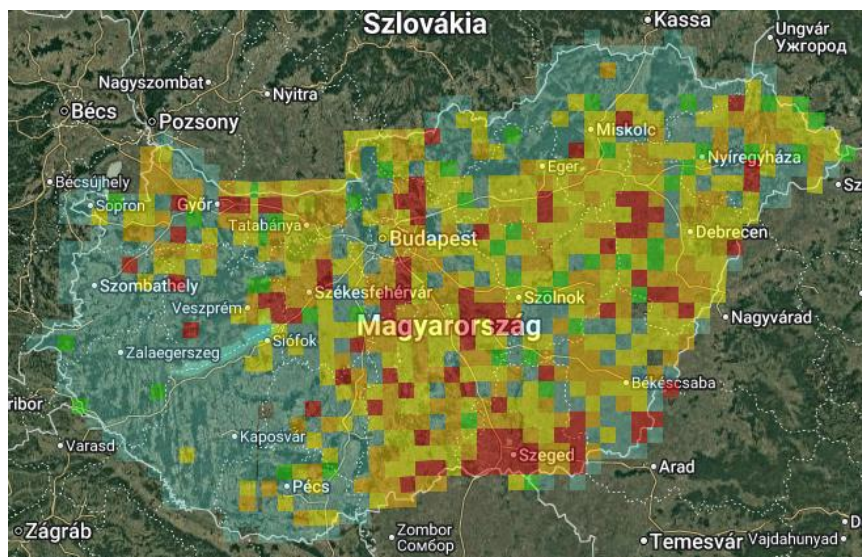 Szlovákia
Kassa
Ungvár
Ужгород
Nagyszombat
Nyitra
Bécs
Pozsony
Miskolc
Eger
Nyíregyháza
Bécsújhely
Sopron
Győr
Tatabánya
Budapest
Debrecen
Szombathely
Veszprém
Székesfehérvár
Szolnok
Nagyvárad
Magyarország
Siófok
Zalaegerszeg
Békéscsaba
ribor
Varasd
Kaposvár
Szeged
Arad
Pécs
Zágráb
Zombor
Сомбор
Temesvár
Vajdahunyad